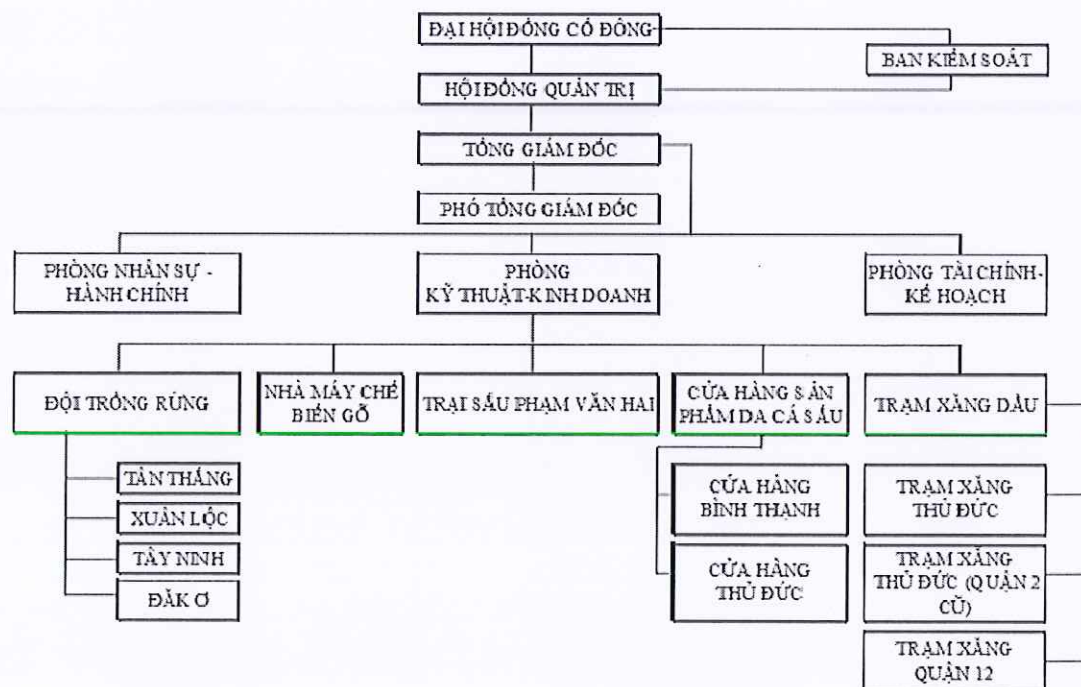 ĐẠI HỘI ĐỒNG CỔ ĐÔNG
BAN KIỂM SOÁT
HỘI ĐỒNG QUẢN TRỊ
TỔNG GIÁM ĐỐC
PHÓ TỔNG GIÁM ĐỐC
PHÒNG NHÂN SỰ -
HÀNH CHÍNH
PHÒNG
KỸ THUẬT-KINH DOANH
PHÒNG TÀI CHÍNH-
KẾ HOẠCH
ĐỘI TRỒNG RỪNG
NHÀ MÁY CHẾ
BIẾN GỖ
TRẠI SẤU PHẠM VĂN HAI
CỬA HÀNG SẢN
PHẨM DA CÁ SẤU
TRẠM XĂNG DẦU
TÂN THẮNG
XUÂN LỘC
TÂY NINH
ĐĂK Ơ
CỬA HÀNG
BÌNH THẠNH
CỬA HÀNG
THỦ ĐỨC
TRẠM XĂNG
THỦ ĐỨC
TRẠM XĂNG
THỦ ĐỨC (QUẬN 2
CŨ)
TRẠM XĂNG
QUẬN 12